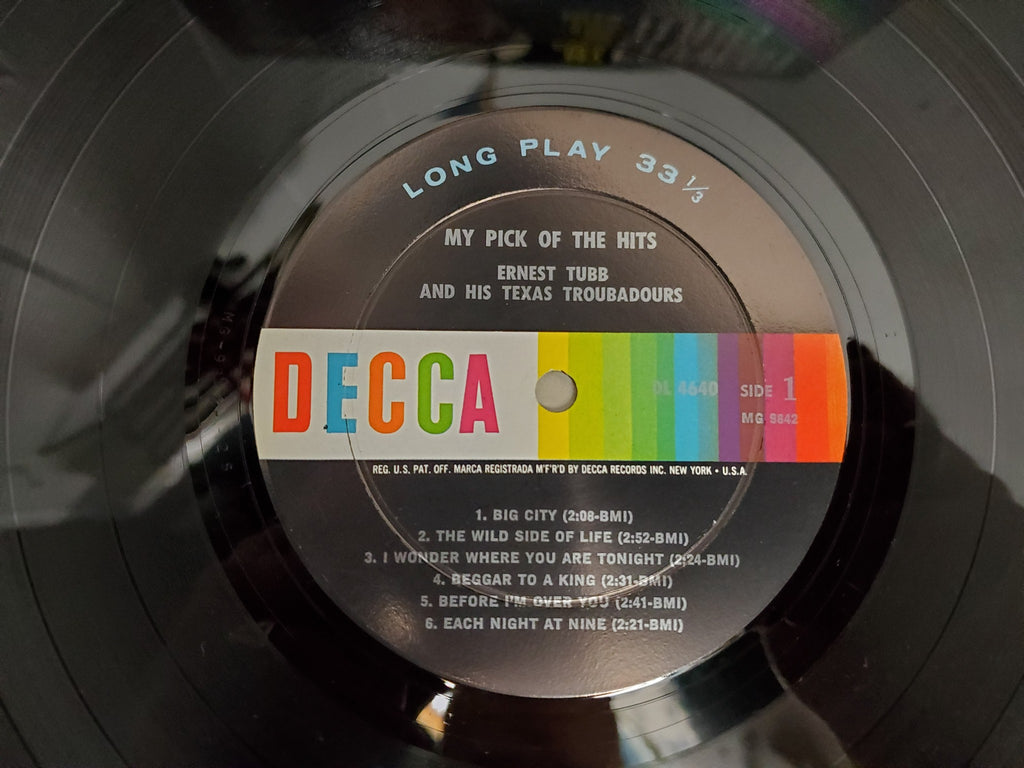 LONG PLAY 33 1/3
MY PICK OF THE HITS
ERNEST TUBB
AND HIS TEXAS TROUBADOURS
DECCA
DL 4640 SIDE 1
MG 9842
REG. U.S. PAT. OFF. MARCA REGISTRADA M'F'R'D BY DECCA RECORDS INC. NEW YORK • U.S.A.
1. BIG CITY (2:08-BMI)
2. THE WILD SIDE OF LIFE (2:52-BMI)
3. I WONDER WHERE YOU ARE TONIGHT (2:24-BMI)
4. BEGGAR TO A KING (2:31-BMI)
5. BEFORE I'M OVER YOU (2:41-BMI)
6. EACH NIGHT AT NINE (2:21-BMI)